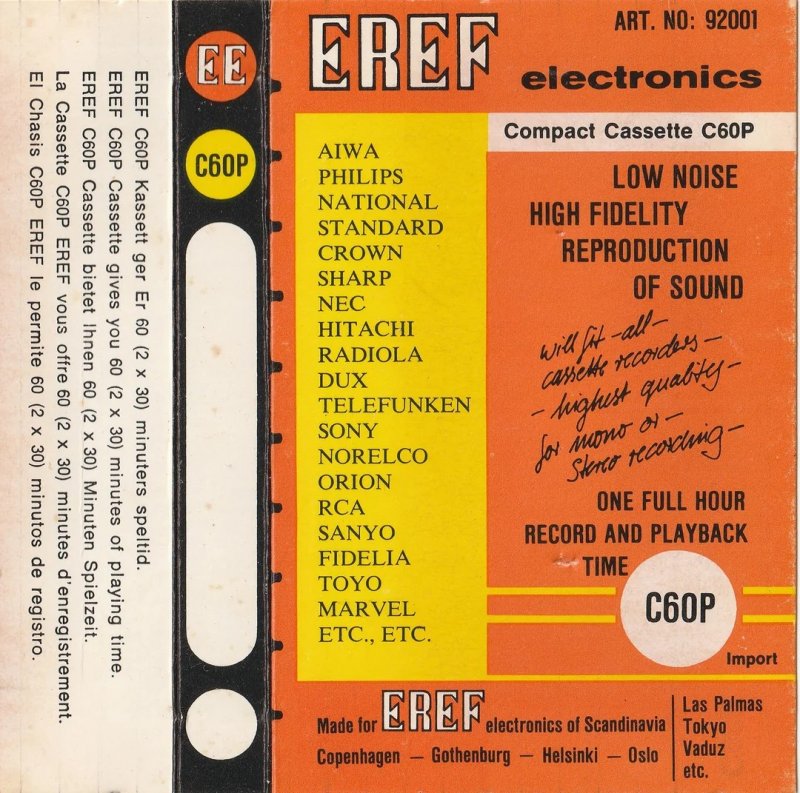 EREF C60P Kassett ger Er 60 (2 x 30) minuters speltid.
EREF C60P Cassette gives you 60 (2 x 30) minutes of playing time.
EREF C60P Cassette bietet Ihnen 60 (2 x 30) Minuten Spielzeit.
La Cassette C60P EREF vous offre 60 (2 x 30) minutes d'enregistrement.
El Chasis C60P EREF le permite 60 (2 x 30) minutos de registro.
EE
C60P
EREF
ART. NO: 92001
electronics
Compact Cassette C60P
AIWA
PHILIPS
NATIONAL
STANDARD
CROWN
SHARP
NEC
HITACHI
RADIOLA
DUX
TELEFUNKEN
SONY
NORELCO
ORION
RCA
SANYO
FIDELIA
TOYO
MARVEL
ETC., ETC.
LOW NOISE
HIGH FIDELITY
REPRODUCTION
OF SOUND
will fit - all -
cassette recorders -
- highest quality -
for mono or -
Stereo recording -
ONE FULL HOUR
RECORD AND PLAYBACK
TIME
C60P
Import
Made for EREF electronics of Scandinavia
Copenhagen — Gothenburg — Helsinki — Oslo
Las Palmas
Tokyo
Vaduz
etc.